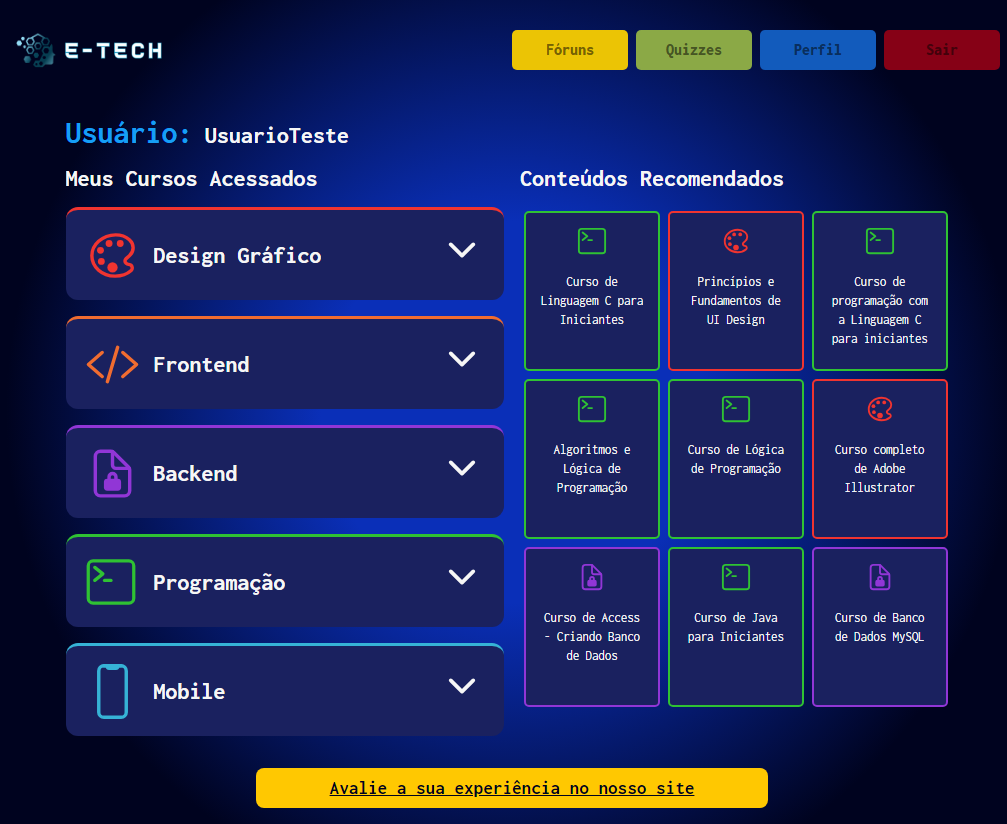 E-TECH
Fóruns
Quizzes
Perfil
Sair
Usuário: UsuarioTeste
Meus Cursos Acessados
Design Gráfico
Frontend
Backend
Programação
Mobile
Conteúdos Recomendados
Curso de
Linguagem C para
Iniciantes
Princípios e
Fundamentos de
UI Design
Curso de
programação com
a Linguagem C
para iniciantes
Algoritmos e
Lógica de
Programação
Curso de Lógica
de Programação
Curso completo
de Adobe
Illustrator
Curso de Access
- Criando Banco
de Dados
Curso de Java
para Iniciantes
Curso de Banco
de Dados MySQL
Avalie a sua experiência no nosso site